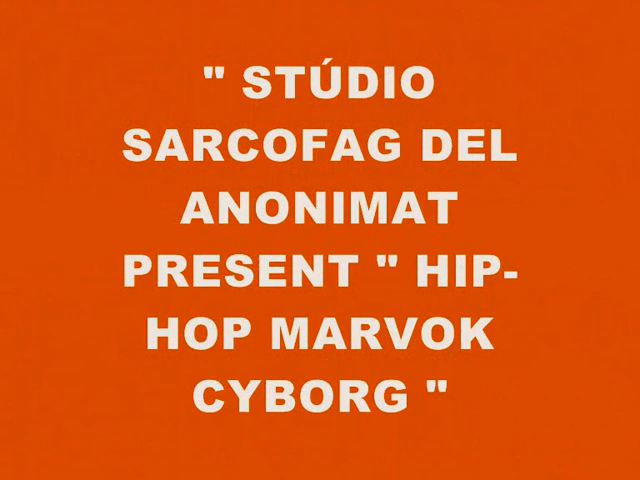 " STÚDIO
SARCOFAG DEL
ANONIMAT
PRESENT " HIP-
HOP MARVOK
CYBORG "